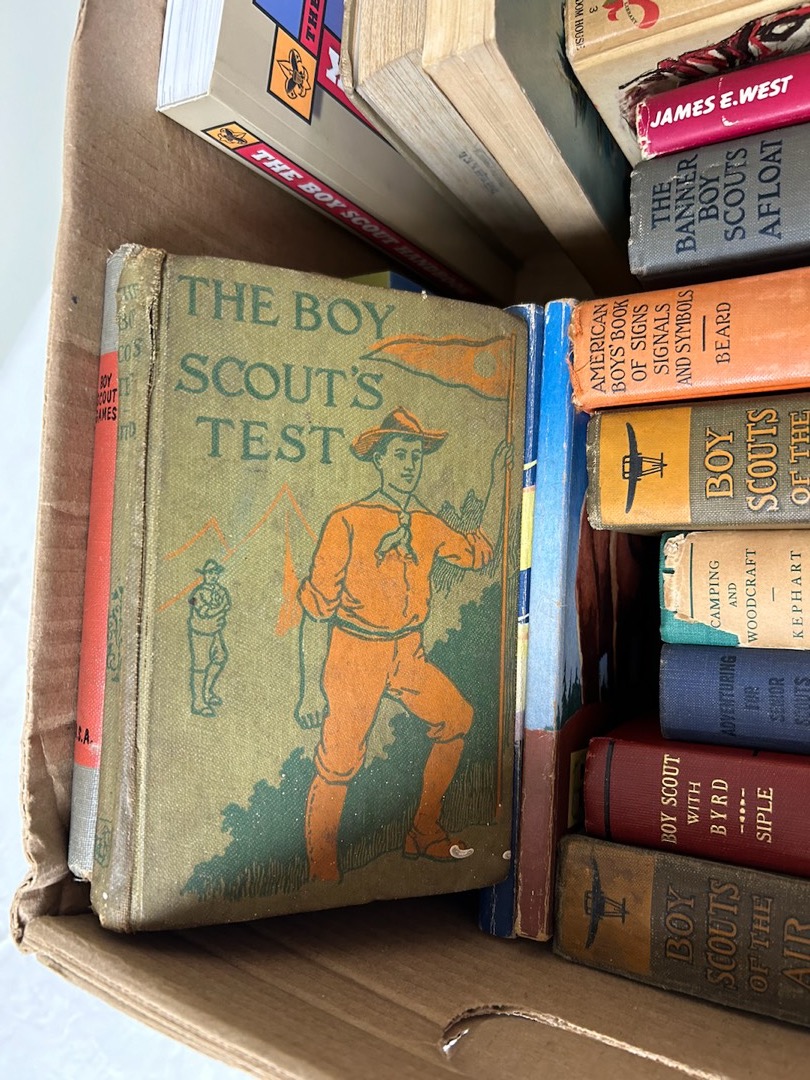 THE BOY
SCOUT'S
TEST
THE
THE BOY SCOUT
3
JAMES E. WEST
THE
BANNER
BOY
SCOUTS
AFLOAT
AMERICAN
BOYS' BOOK
OF SIGNS
SIGNALS
AND SYMBOLS
BEARD
BOY
SCOUTS
OF THE
CAMPING
AND
WOODCRAFT
KEPHART
ADVENTURING
FOR
SENIOR
SCOUTS
BOY SCOUT
WITH
BYRD
SIPLE
BOY
SCOUTS
OF THE
AIR
BOY
SCOUT
GAMES